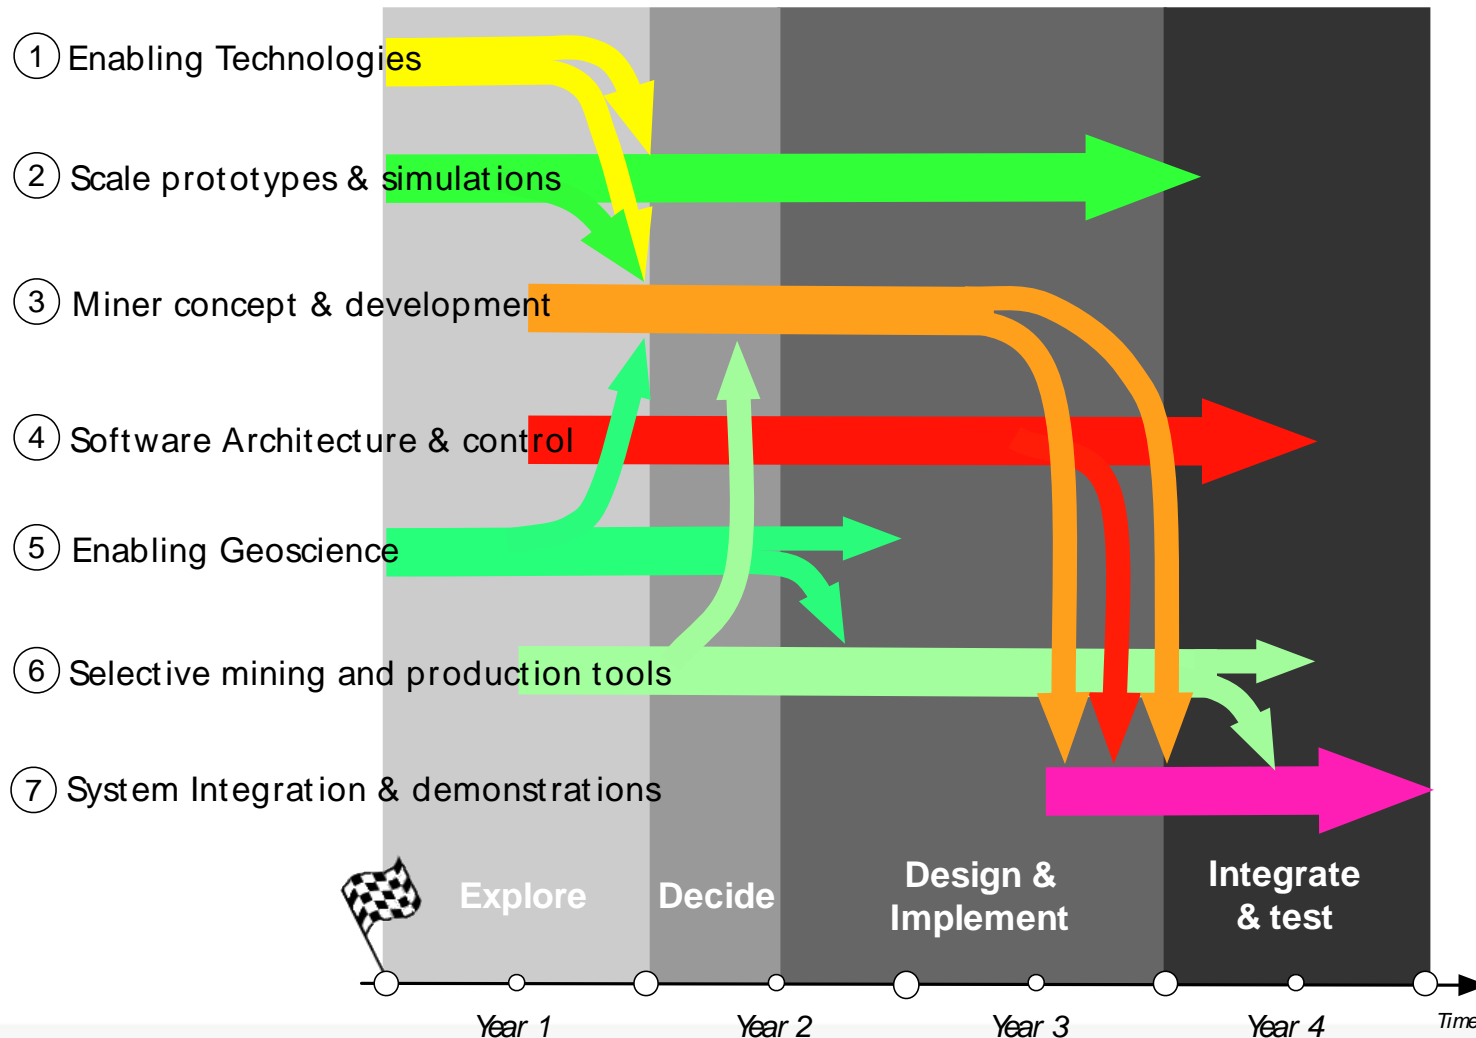 1 Enabling Technologies
2 Scale prototypes & simulations
3 Miner concept & development
4 Software Architecture & control
5 Enabling Geoscience
6 Selective mining and production tools
7 System Integration & demonstrations
Explore
Decide
Design &
Implement
Integrate
& test
Year 1
Year 2
Year 3
Year 4
Time